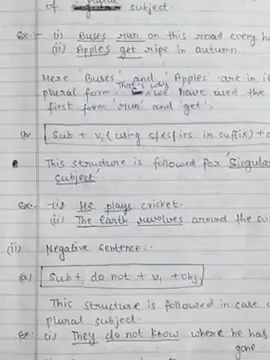 of plural subject.
Ex:- (i) Buses run on this road every h
(ii) Apples get ripe in autumn.
Here 'Buses' and 'Apples' are in i
plural form. That's why we have used the
first form 'run' and 'get'.
(b) Sub + V₁ (using s/es/ies in suffix) + o
This structure is followed for 'Singula
subject'
Ex:- (i) He plays cricket.
(ii) The earth revolves around the su
(ii) Negative sentence:-
(a) Sub + do not + V₁ + obj
This structure is followed in case o
plural subject.
Ex: (i) They do not know where he has
gone